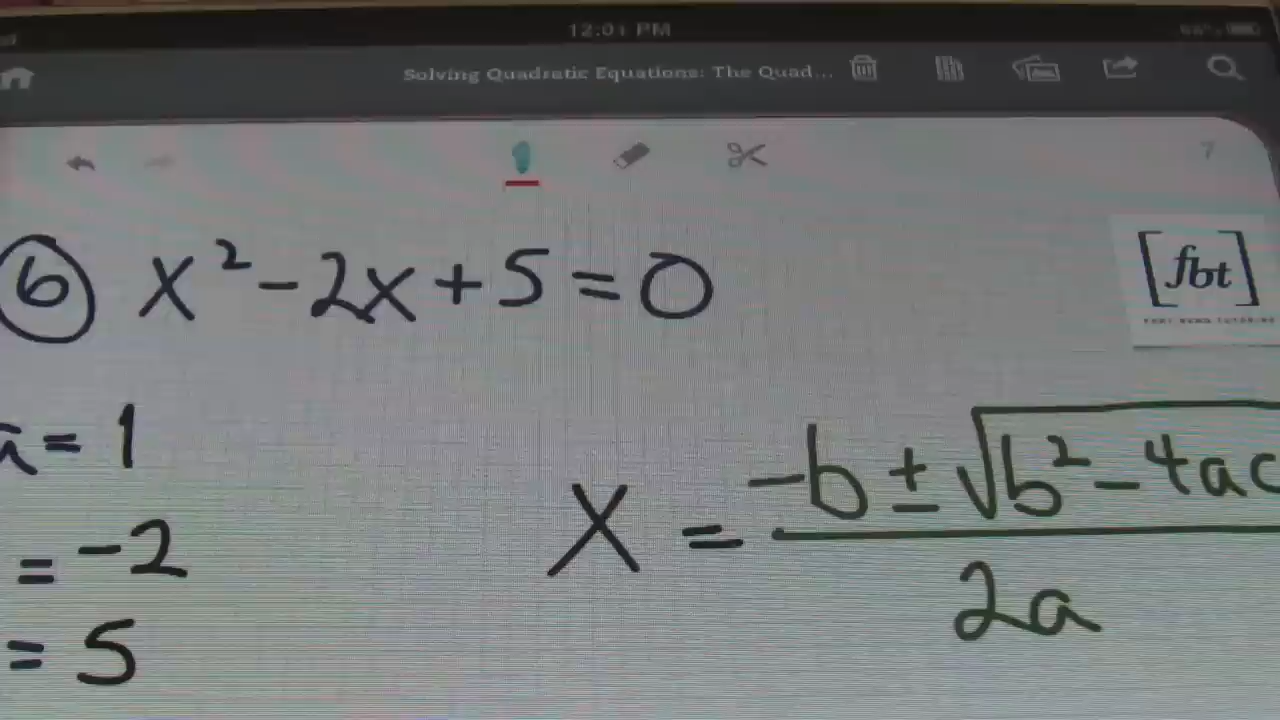 12:01 PM
Solving Quadratic Equations: The Quad...
7
6 x² - 2x + 5 = 0
[fbt]
a = 1
= -2
= 5
X = -b ± √b² - 4ac
2a